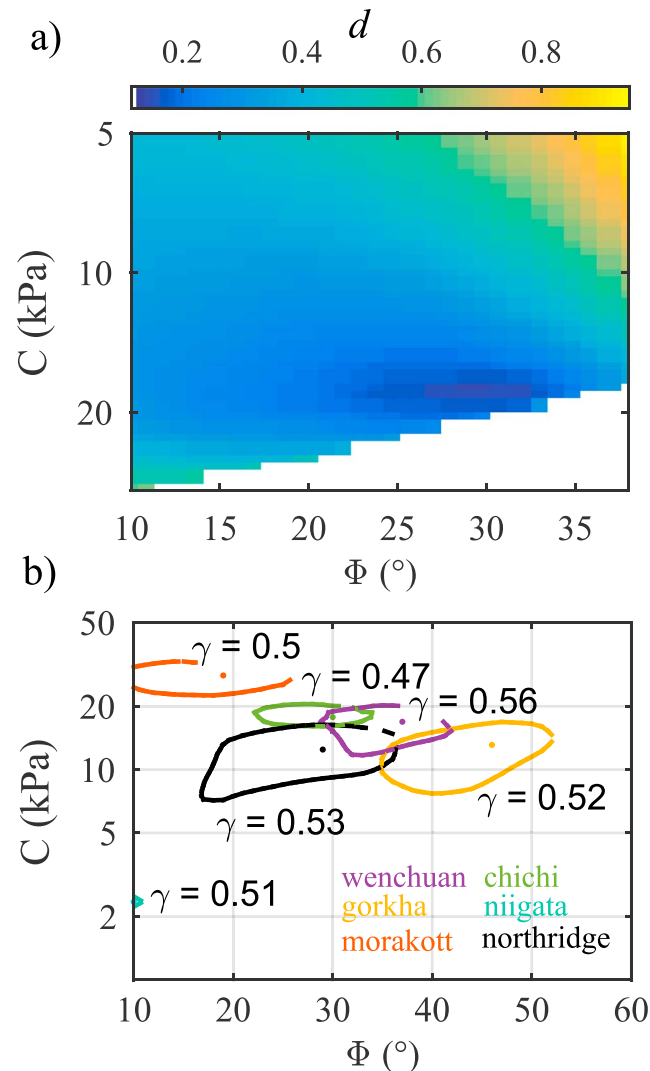 a)
d
0.2 0.4 0.6 0.8
5
10
20
C (kPa)
10 15 20 25 30 35
Φ (°)
b)
50
20
10
5
2
C (kPa)
γ = 0.5
γ = 0.47
γ = 0.56
γ = 0.52
γ = 0.53
γ = 0.51
wenchuan chichi
gorkha niigata
morakott northridge
10 20 30 40 50 60
Φ (°)